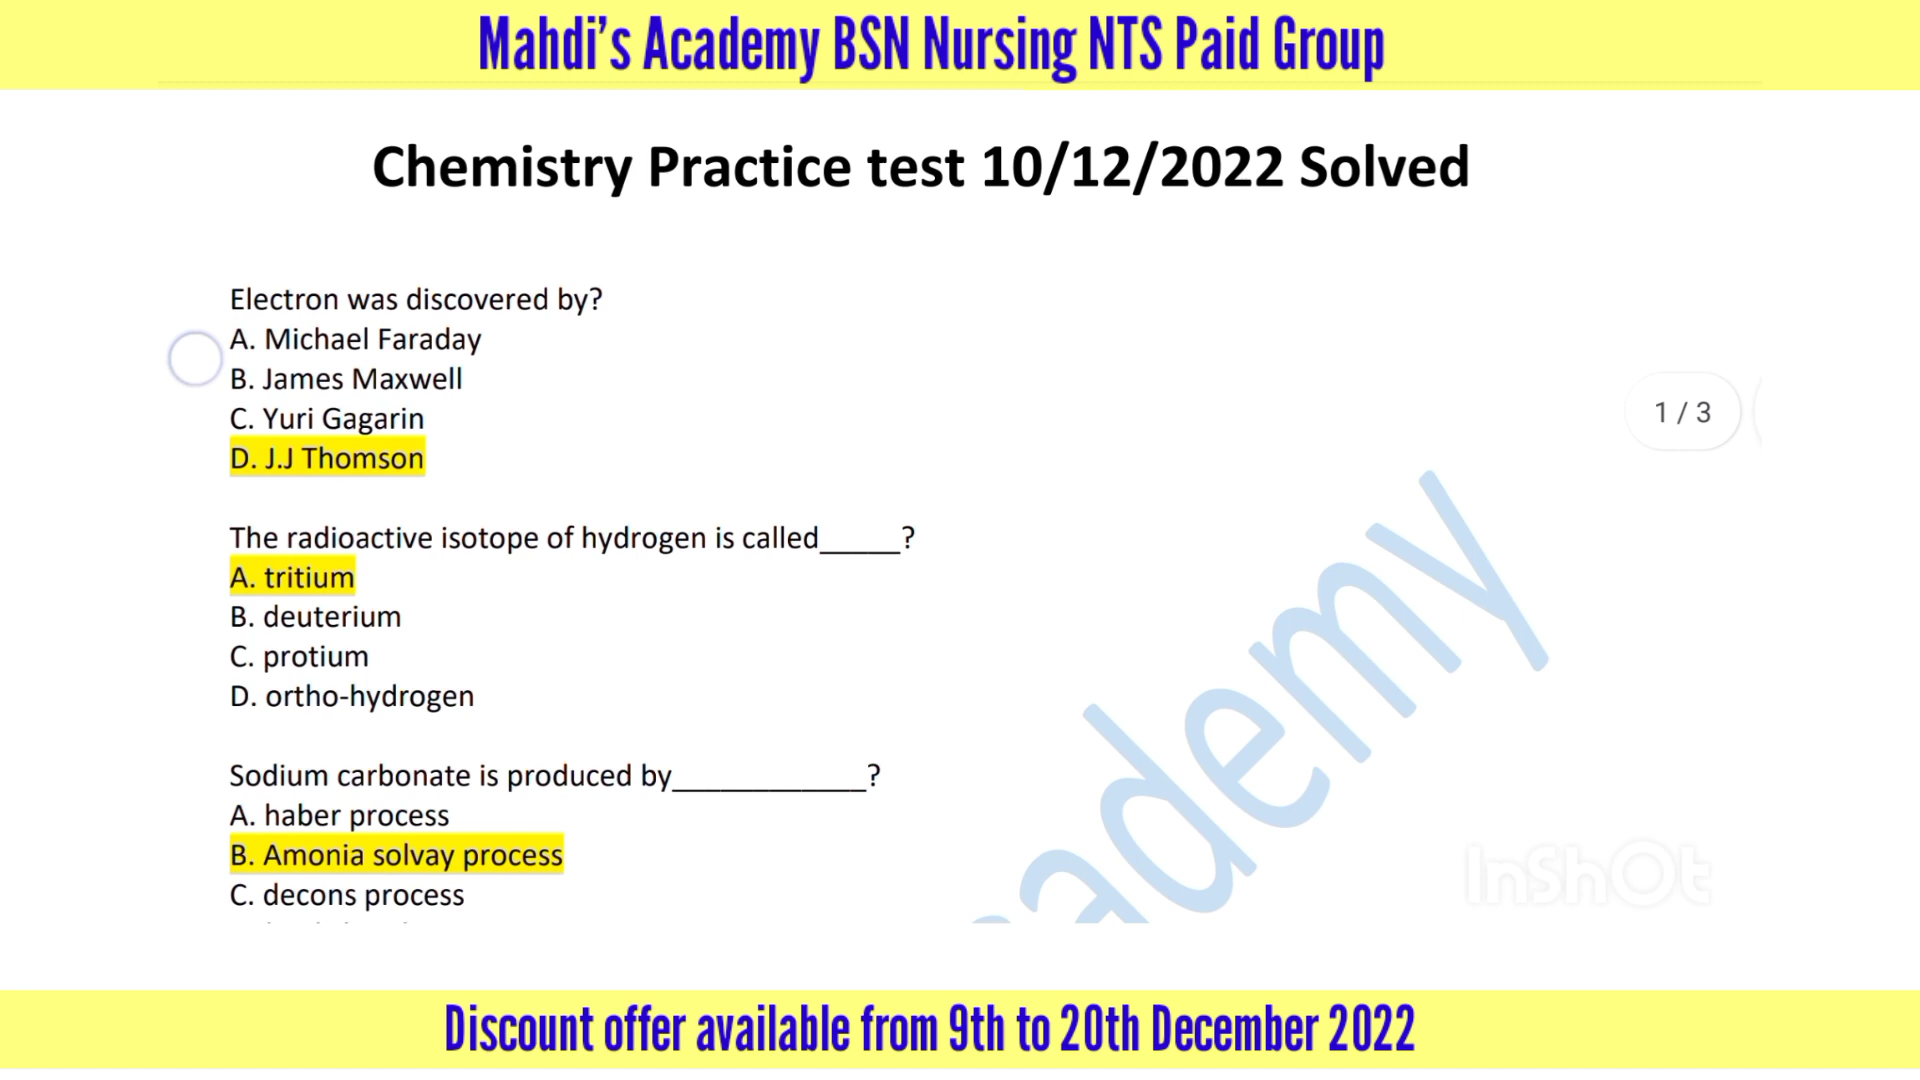 Mahdi's Academy BSN Nursing NTS Paid Group
Chemistry Practice test 10/12/2022 Solved
Electron was discovered by?
A. Michael Faraday
B. James Maxwell
C. Yuri Gagarin
D. J.J Thomson
1 / 3
The radioactive isotope of hydrogen is called_____?
A. tritium
B. deuterium
C. protium
D. ortho-hydrogen
Sodium carbonate is produced by____________?
A. haber process
B. Amonia solvay process
C. decons process
ademy
InShOt
Discount offer available from 9th to 20th December 2022